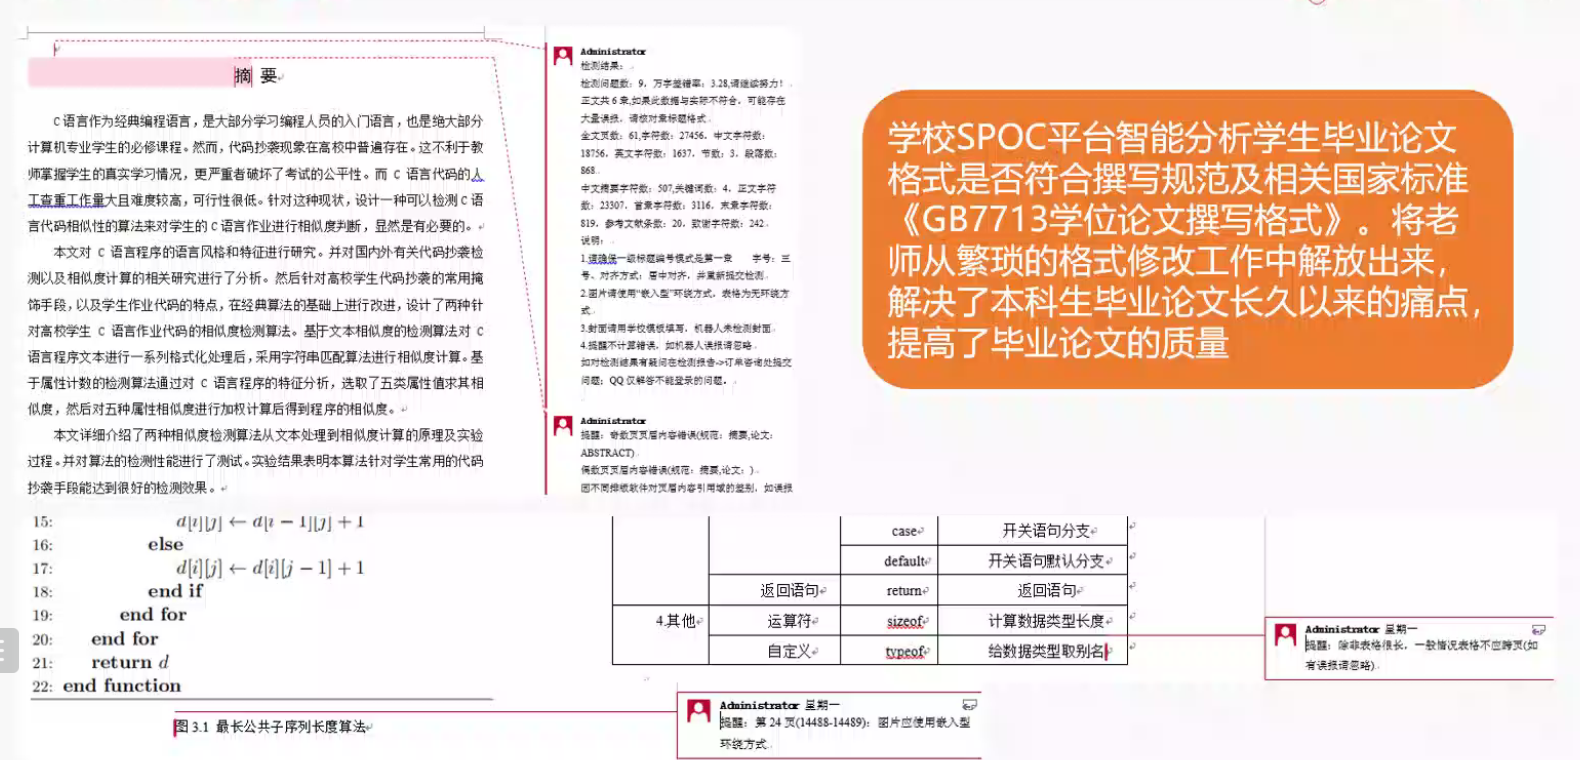 摘 要
C 语言作为经典编程语言，是大部分学习编程人员的入门语言，也是绝大部分
计算机专业学生的必修课程。然而，代码抄袭现象在高校中普遍存在。这不利于教
师掌握学生的真实学习情况，更严重者破坏了考试的公平性。而 C 语言代码的人
工查重工作量大且难度较高，可行性很低。针对这种现状，设计一种可以检测 C 语
言代码相似性的算法来对学生的 C 语言作业进行相似度判断，显然是有必要的。
本文对 C 语言程序的语言风格和特征进行研究。并对国内外有关代码抄袭检
测以及相似度计算的相关研究进行了分析。然后针对高校学生代码抄袭的常用掩
饰手段，以及学生作业代码的特点，在经典算法的基础上进行改进，设计了两种针
对高校学生 C 语言作业代码的相似度检测算法。基于文本相似度的检测算法对 C
语言程序文本进行一系列格式化处理后，采用字符串匹配算法进行相似度计算。基
于属性计数的检测算法通过对 C 语言程序的特征分析，选取了五类属性值求其相
似度，然后对五种属性相似度进行加权计算后得到程序的相似度。
本文详细介绍了两种相似度检测算法从文本处理到相似度计算的原理及实验
过程。并对算法的检测性能进行了测试。实验结果表明本算法针对学生常用的代码
抄袭手段能达到很好的检测效果。
Administrator
检测结果：
检测问题数：9，万字差错率：3.28,请继续努力！
正文共 6 章,如果此数据与实际不符合，可能存在
大量误报，请核对章标题格式
全文页数：61,字符数：27456，中文字符数：
18756，英文字符数：1637，节数：3，段落数：
868
中文摘要字符数：507,关键词数：4，正文字符
数：23307，首章字符数：3116，末章字符数：
819，参考文献条数：20，致谢字符数：242
说明：
1.请确保一级标题编号模式是第一章 字号：三
号、对齐方式：居中对齐，并重新提交检测
2.图片请使用“嵌入型”环绕方式，表格为无环绕方
式
3.封面请用学校模板填写，机器人未检测封面
4.提醒不计算错误，如机器人误报请忽略
如对检测结果有疑问在检测报告->订单咨询处提交
问题；QQ 仅解答不能登录的问题。
Administrator
提醒：奇数页页眉内容错误(规范：摘要,论文：
ABSTRACT)
偶数页页眉内容错误(规范：摘要,论文：)
因不同排版软件对页眉内容引用域的差别，如误报
学校SPOC平台智能分析学生毕业论文
格式是否符合撰写规范及相关国家标准
《GB7713学位论文撰写格式》。将老
师从繁琐的格式修改工作中解放出来，
解决了本科生毕业论文长久以来的痛点，
提高了毕业论文的质量
15: d[i][j] ← d[i − 1][j] + 1
16: else
17: d[i][j] ← d[i][j − 1] + 1
18: end if
19: end for
20: end for
21: return d
22: end function
图 3.1 最长公共子序列长度算法
case 开关语句分支
default 开关语句默认分支
返回语句 return 返回语句
4.其他 运算符 sizeof 计算数据类型长度
自定义 typeof 给数据类型取别名
Administrator 星期一
提醒：除非表格很长，一般情况表格不应跨页(如
有误报请忽略)
Administrator 星期一
提醒：第 24 页(14488-14489)：图片应使用嵌入型
环绕方式